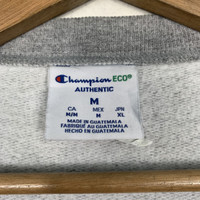 Champion ECO®
AUTHENTIC
M
CA MEX JPN
M/M M XL
MADE IN GUATEMALA
FABRIQUÉ AU GUATEMALA
HECHO EN GUATEMALA